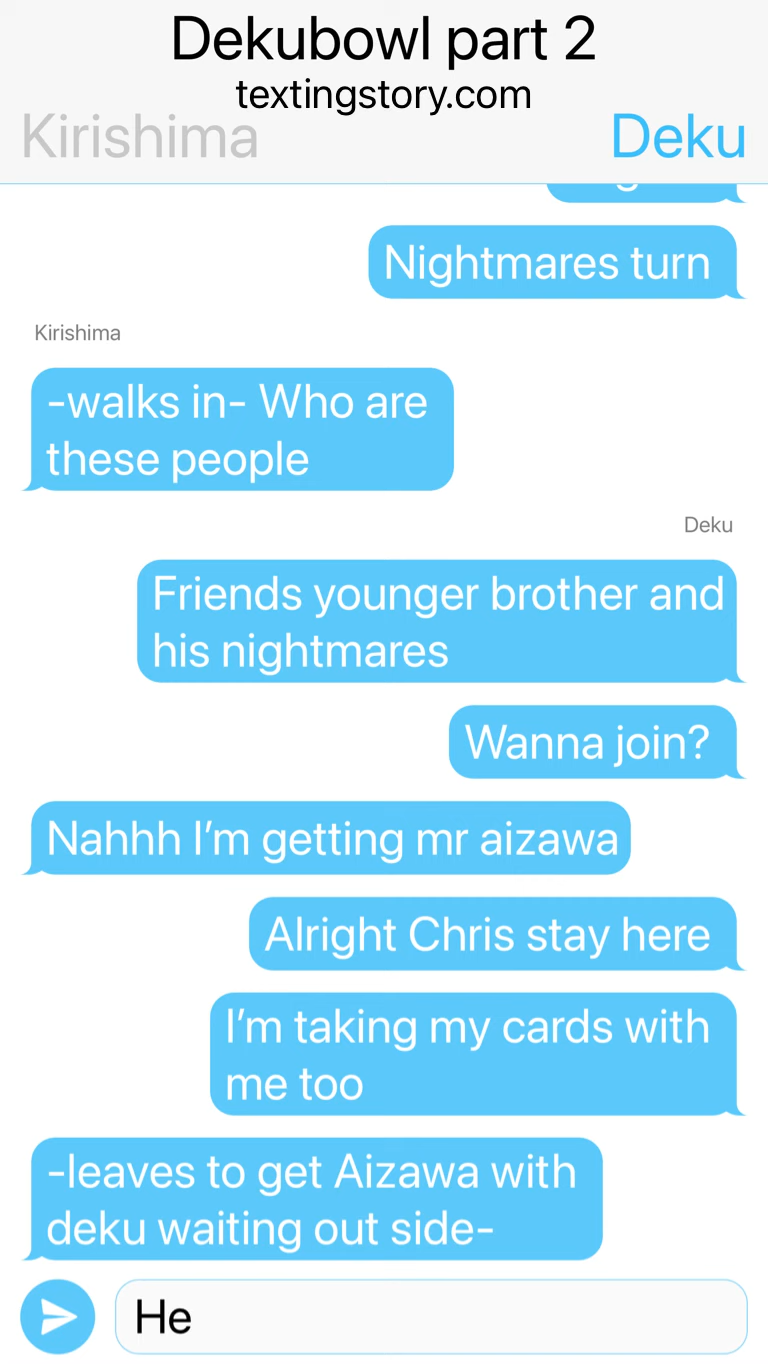 Dekubowl part 2
textingstory.com
Kirishima
Deku
Nightmares turn
Kirishima
-walks in- Who are
these people
Deku
Friends younger brother and
his nightmares
Wanna join?
Nahhh I’m getting mr aizawa
Alright Chris stay here
I’m taking my cards with
me too
-leaves to get Aizawa with
deku waiting out side-
He